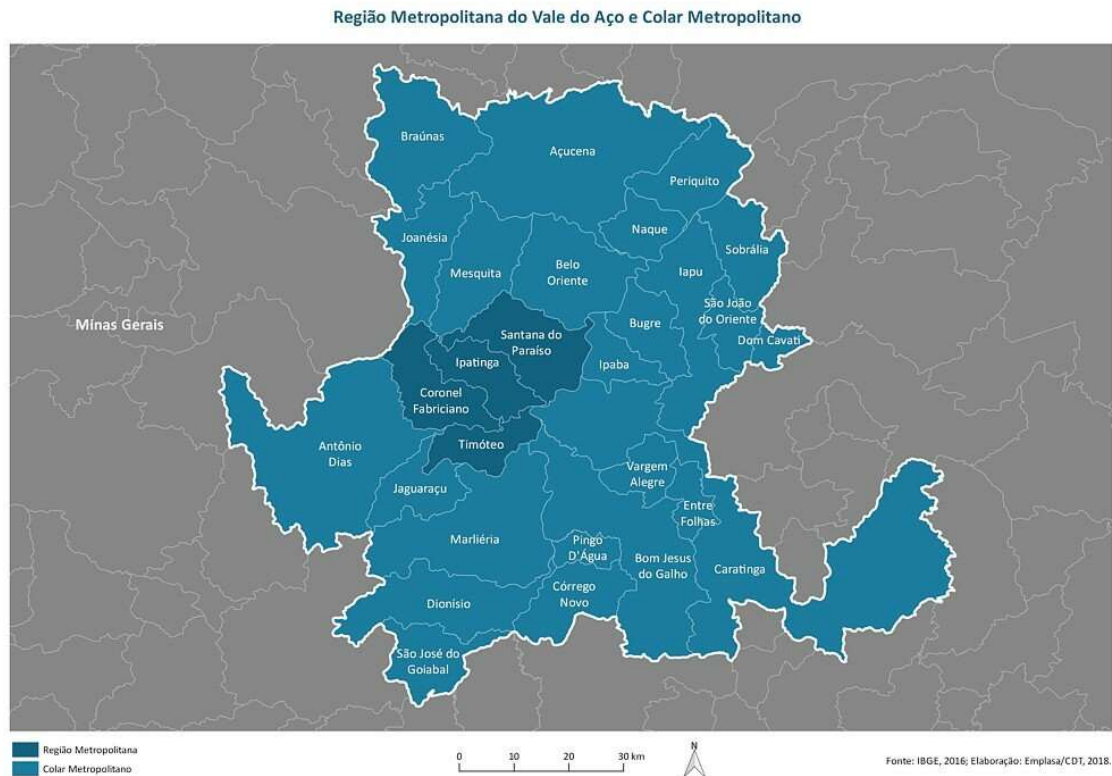 Região Metropolitana do Vale do Aço e Colar Metropolitano
Braúnas
Açucena
Periquito
Naque
Joanésia
Sobrália
Mesquita
Belo
Oriente
Iapu
São João
do Oriente
Minas Gerais
Bugre
Santana do
Paraíso
Dom Cavati
Ipatinga
Ipaba
Coronel
Fabriciano
Timóteo
Antônio
Dias
Vargem
Alegre
Jaguaraçu
Entre
Folhas
Marliéria
Pingo
D'Água
Bom Jesus
do Galho
Caratinga
Dionísio
Córrego
Novo
São José do
Goiabal
Região Metropolitana
Colar Metropolitano
0 10 20 30 km
N
Fonte: IBGE, 2016; Elaboração: Emplasa/CDT, 2018.